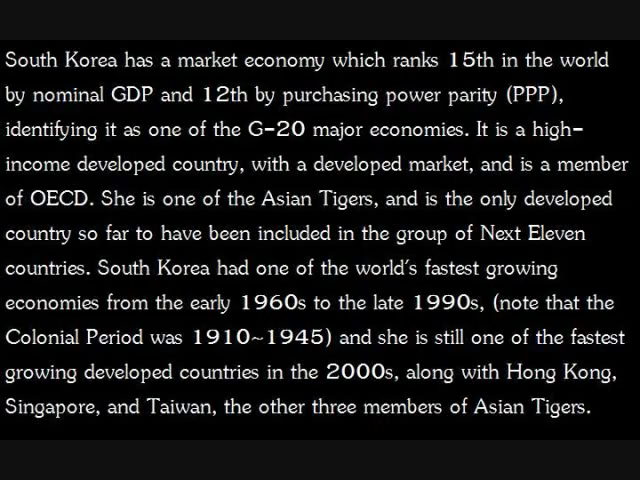 South Korea has a market economy which ranks 15th in the world
by nominal GDP and 12th by purchasing power parity (PPP),
identifying it as one of the G-20 major economies. It is a high-
income developed country, with a developed market, and is a member
of OECD. She is one of the Asian Tigers, and is the only developed
country so far to have been included in the group of Next Eleven
countries. South Korea had one of the world's fastest growing
economies from the early 1960s to the late 1990s, (note that the
Colonial Period was 1910~1945) and she is still one of the fastest
growing developed countries in the 2000s, along with Hong Kong,
Singapore, and Taiwan, the other three members of Asian Tigers.